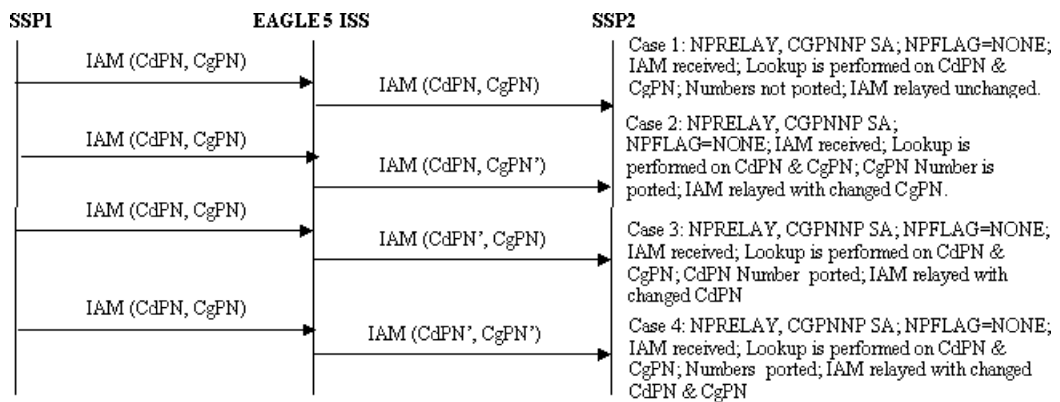 SSP1 EAGLE 5 ISS SSP2
IAM (CdPN, CgPN)
IAM (CdPN, CgPN)
Case 1: NPRELAY, CGPNNP SA; NPFLAG=NONE;
IAM received; Lookup is performed on CdPN &
CgPN; Numbers not ported; IAM relayed unchanged.
IAM (CdPN, CgPN)
IAM (CdPN, CgPN’)
Case 2: NPRELAY, CGPNNP SA;
NPFLAG=NONE; IAM received; Lookup is
performed on CdPN & CgPN; CgPN Number is
ported; IAM relayed with changed CgPN.
IAM (CdPN, CgPN)
IAM (CdPN’, CgPN)
Case 3: NPRELAY, CGPNNP SA; NPFLAG=NONE;
IAM received; Lookup is performed on CdPN &
CgPN; CdPN Number ported; IAM relayed with
changed CdPN
IAM (CdPN, CgPN)
IAM (CdPN’, CgPN’)
Case 4: NPRELAY, CGPNNP SA; NPFLAG=NONE;
IAM received; Lookup is performed on CdPN &
CgPN; Numbers ported; IAM relayed with changed
CdPN & CgPN